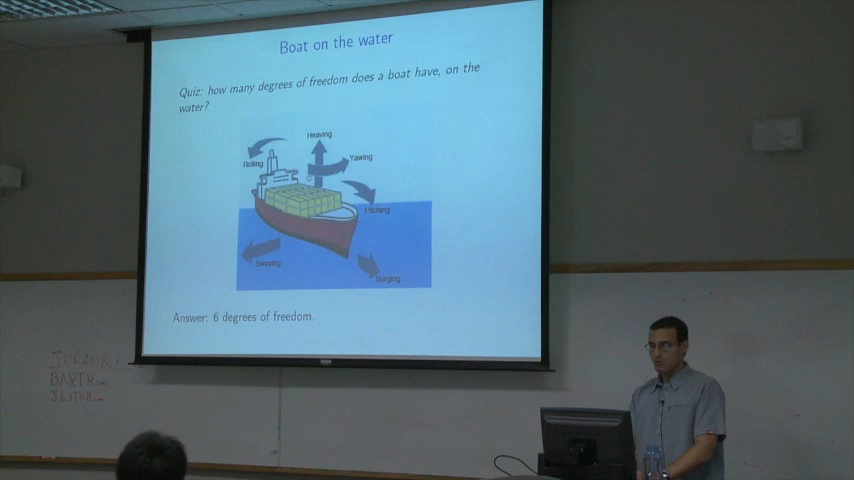 Boat on the water
Quiz: how many degrees of freedom does a boat have, on the
water?
Heaving
Rolling
Yawing
Pitching
Swaying
Surging
Answer: 6 degrees of freedom.